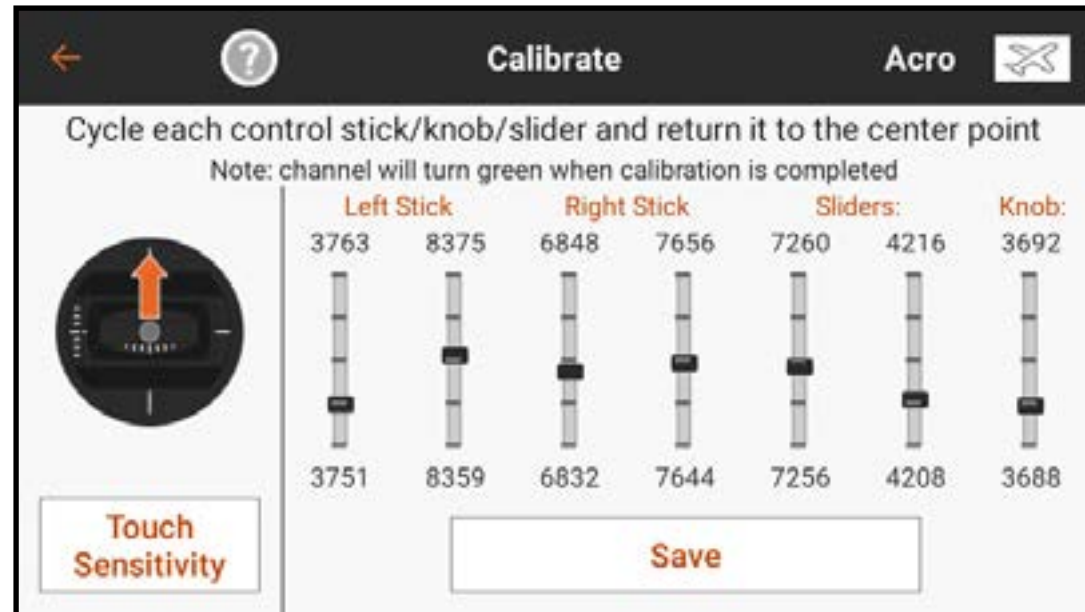 ? Calibrate Acro
Cycle each control stick/knob/slider and return it to the center point
Note: channel will turn green when calibration is completed
Left Stick Right Stick Sliders: Knob:
3763 8375 6848 7656 7260 4216 3692
3751 8359 6832 7644 7256 4208 3688
Touch
Sensitivity
Save